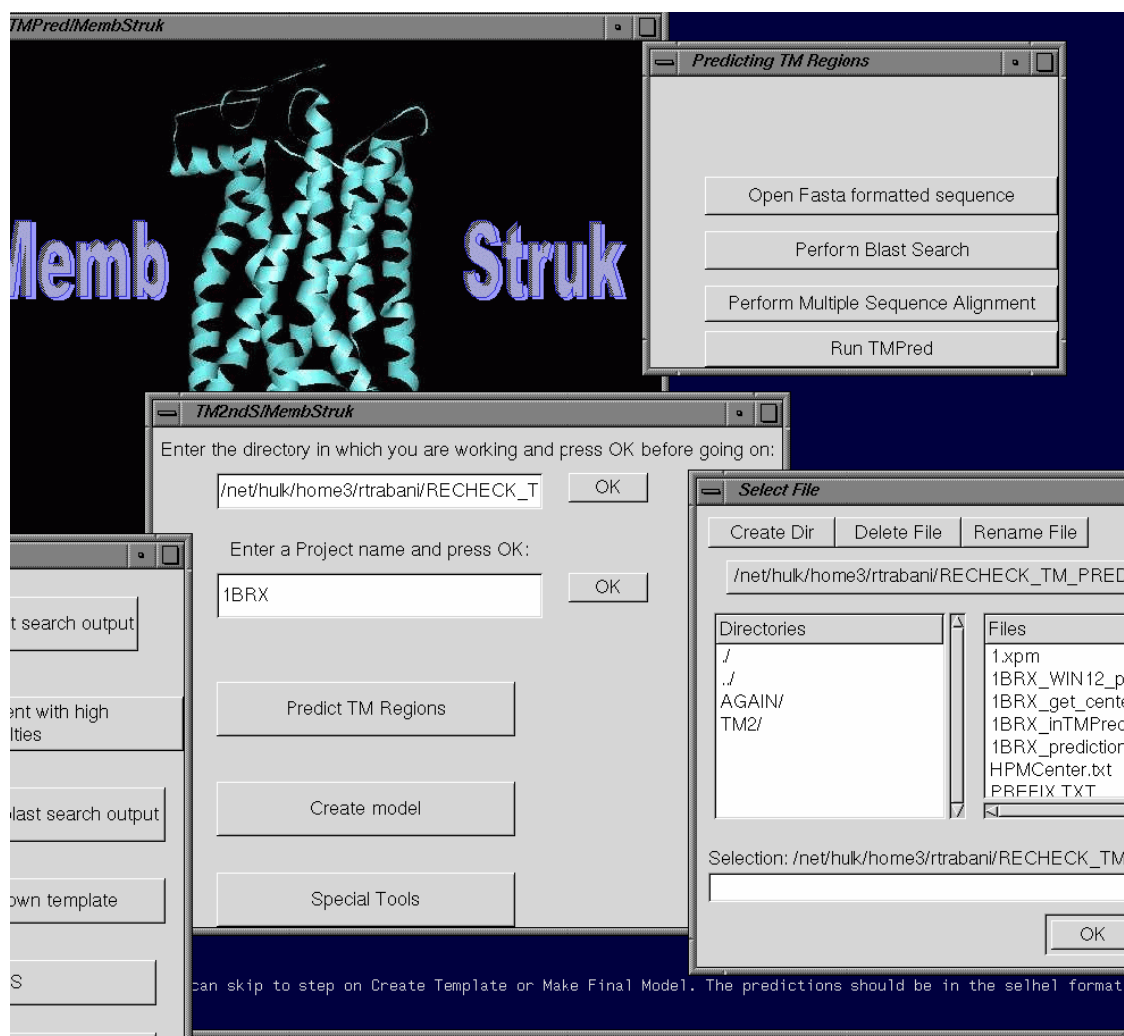 TMPred/MembStruk
Memb
Struk
Predicting TM Regions
Open Fasta formatted sequence
Perform Blast Search
Perform Multiple Sequence Alignment
Run TMPred
TM2ndS/MembStruk
Enter the directory in which you are working and press OK before going on:
/net/hulk/home3/rtrabani/RECHECK_T
OK
Enter a Project name and press OK:
1BRX
OK
Predict TM Regions
Create model
Special Tools
t search output
ent with high
lties
last search output
own template
S
Select File
Create Dir
Delete File
Rename File
/net/hulk/home3/rtrabani/RECHECK_TM_PRED
Directories
./
../
AGAIN/
TM2/
Files
1.xpm
1BRX_WIN12_p
1BRX_get_cente
1BRX_inTMPred
1BRX_prediction
HPMCenter.txt
PREFIX.TXT
Selection: /net/hulk/home3/rtrabani/RECHECK_TM
OK
can skip to step on Create Template or Make Final Model. The predictions should be in the selhel format